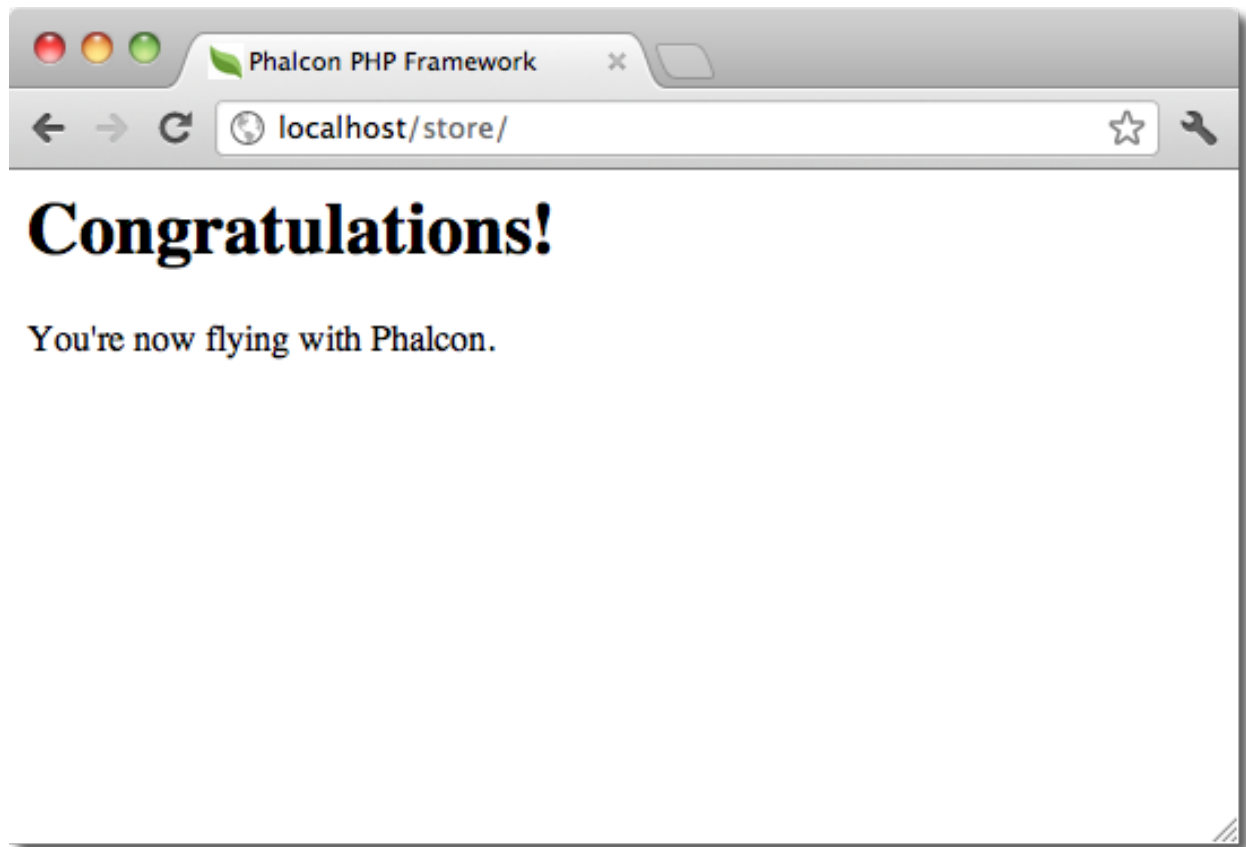 Phalcon PHP Framework
localhost/store/
Congratulations!
You're now flying with Phalcon.